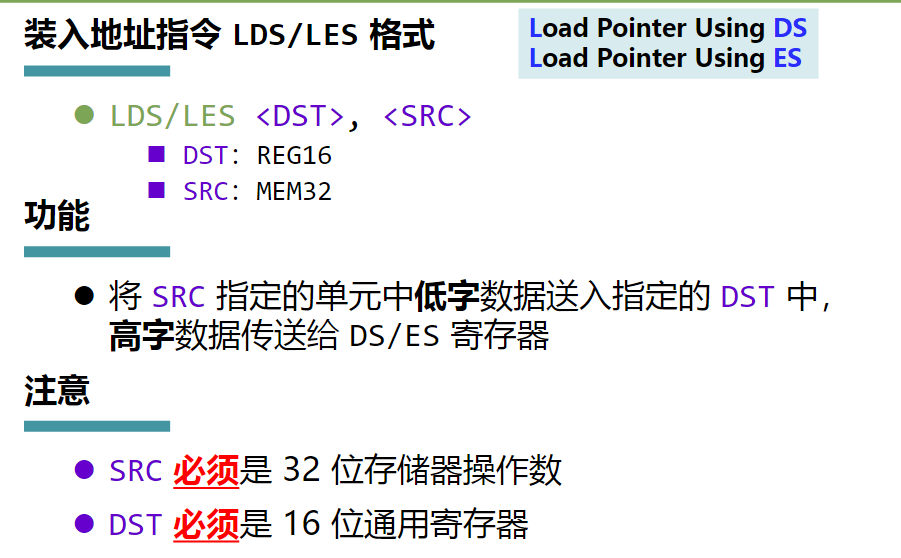 装入地址指令 LDS/LES 格式
Load Pointer Using DS
Load Pointer Using ES
LDS/LES <DST>, <SRC>
DST: REG16
SRC: MEM32
功能
将 SRC 指定的单元中低字数据送入指定的 DST 中,
高字数据传送给 DS/ES 寄存器
注意
SRC 必须是 32 位存储器操作数
DST 必须是 16 位通用寄存器